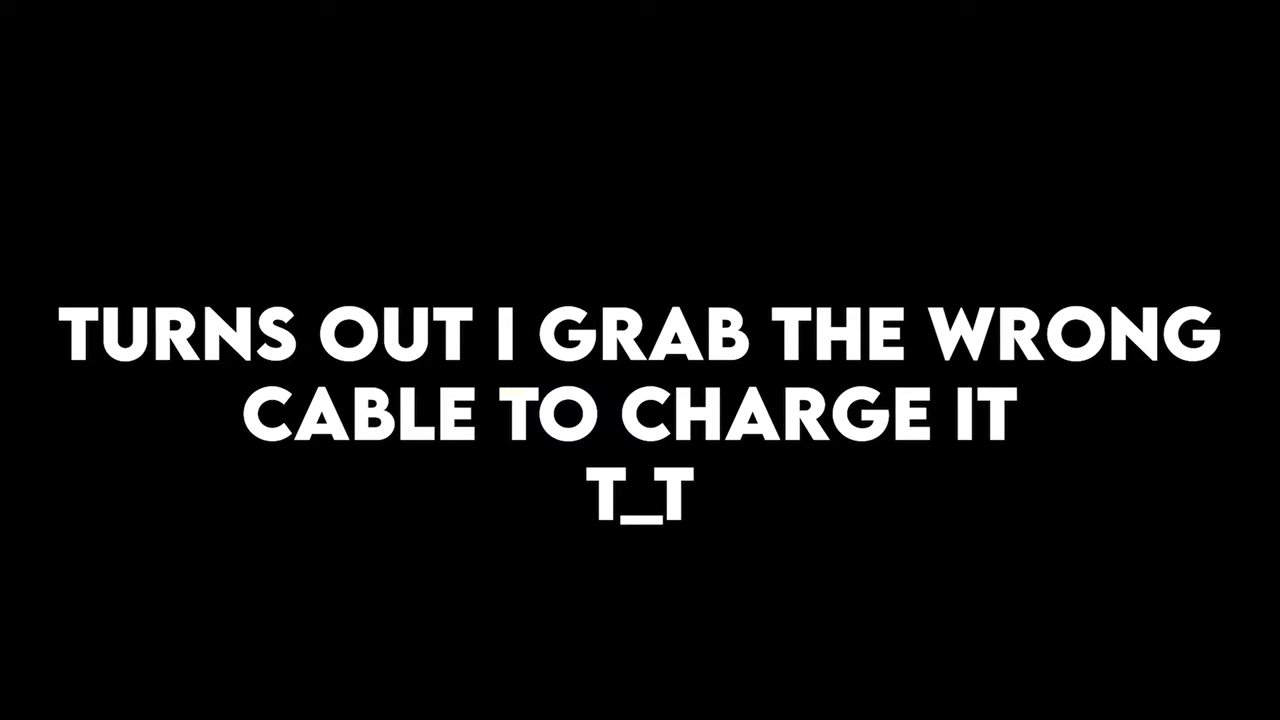 TURNS OUT I GRAB THE WRONG
CABLE TO CHARGE IT
T_T